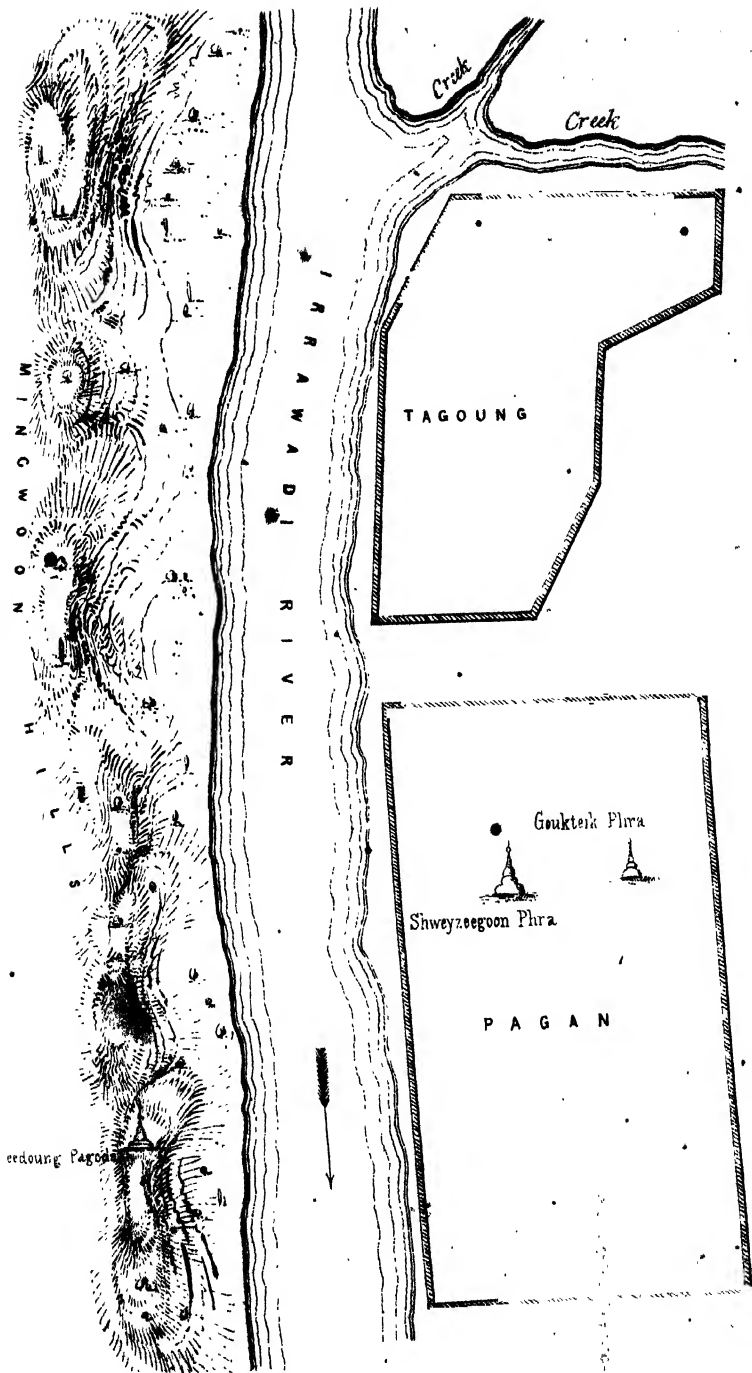 Creek
Creek
IRRAWADI RIVER
MINGWOON HILLS
TAGOUNG
Goukteik Phra
Shweyzeegoon Phra
PAGAN
eedoung Pagoda